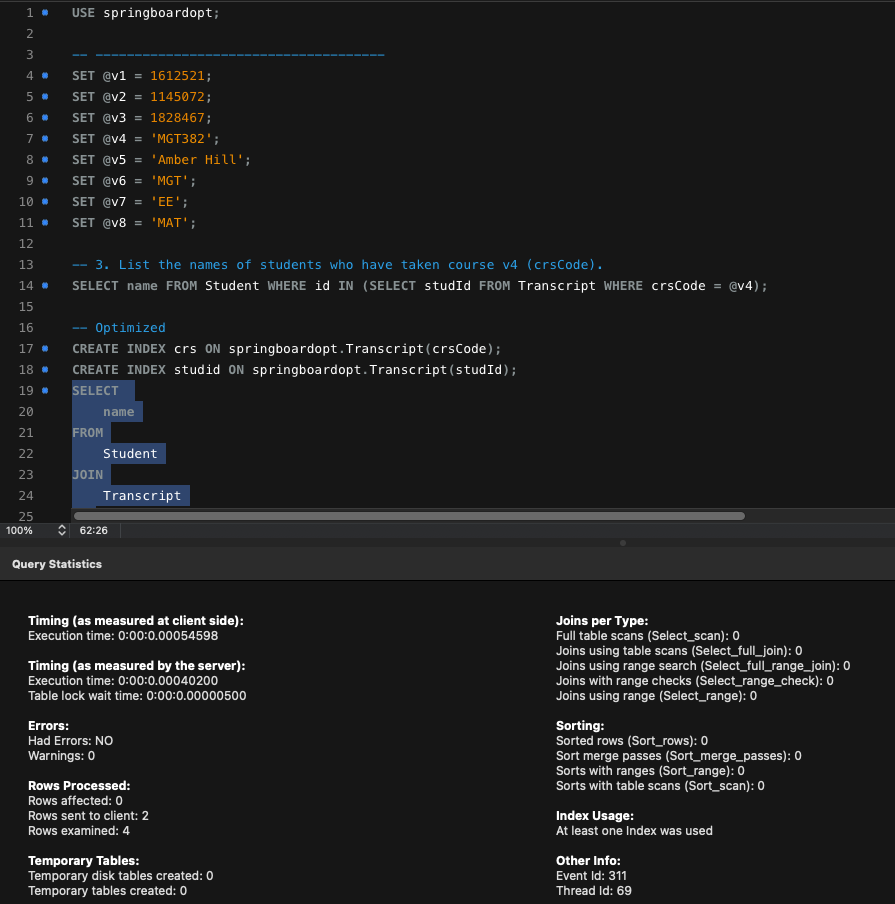 1 USE springboardopt;
2
3 -- -------------------------------------
4 SET @v1 = 1612521;
5 SET @v2 = 1145072;
6 SET @v3 = 1828467;
7 SET @v4 = 'MGT382';
8 SET @v5 = 'Amber Hill';
9 SET @v6 = 'MGT';
10 SET @v7 = 'EE';
11 SET @v8 = 'MAT';
12
13 -- 3. List the names of students who have taken course v4 (crsCode).
14 SELECT name FROM Student WHERE id IN (SELECT studId FROM Transcript WHERE crsCode = @v4);
15
16 -- Optimized
17 CREATE INDEX crs ON springboardopt.Transcript(crsCode);
18 CREATE INDEX studid ON springboardopt.Transcript(studId);
19 SELECT
20 name
21 FROM
22 Student
23 JOIN
24 Transcript
25
100% 62:26
Query Statistics
Timing (as measured at client side):
Execution time: 0:00:0.00054598
Timing (as measured by the server):
Execution time: 0:00:0.00040200
Table lock wait time: 0:00:0.00000500
Errors:
Had Errors: NO
Warnings: 0
Rows Processed:
Rows affected: 0
Rows sent to client: 2
Rows examined: 4
Temporary Tables:
Temporary disk tables created: 0
Temporary tables created: 0
Joins per Type:
Full table scans (Select_scan): 0
Joins using table scans (Select_full_join): 0
Joins using range search (Select_full_range_join): 0
Joins with range checks (Select_range_check): 0
Joins using range (Select_range): 0
Sorting:
Sorted rows (Sort_rows): 0
Sort merge passes (Sort_merge_passes): 0
Sorts with ranges (Sort_range): 0
Sorts with table scans (Sort_scan): 0
Index Usage:
At least one Index was used
Other Info:
Event Id: 311
Thread Id: 69